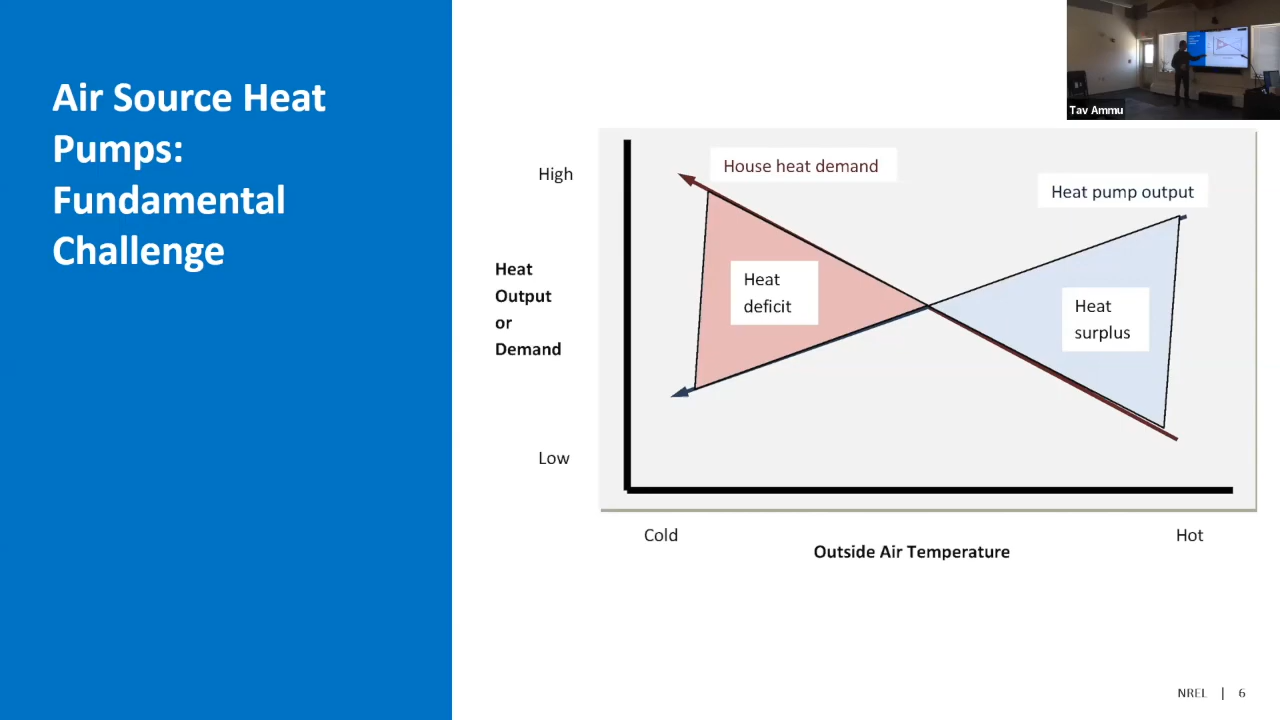 Air Source Heat
Pumps:
Fundamental
Challenge
Tav Ammu
High
House heat demand
Heat pump output
Heat
Output
or
Demand
Heat
deficit
Heat
surplus
Low
Cold
Hot
Outside Air Temperature
NREL | 6